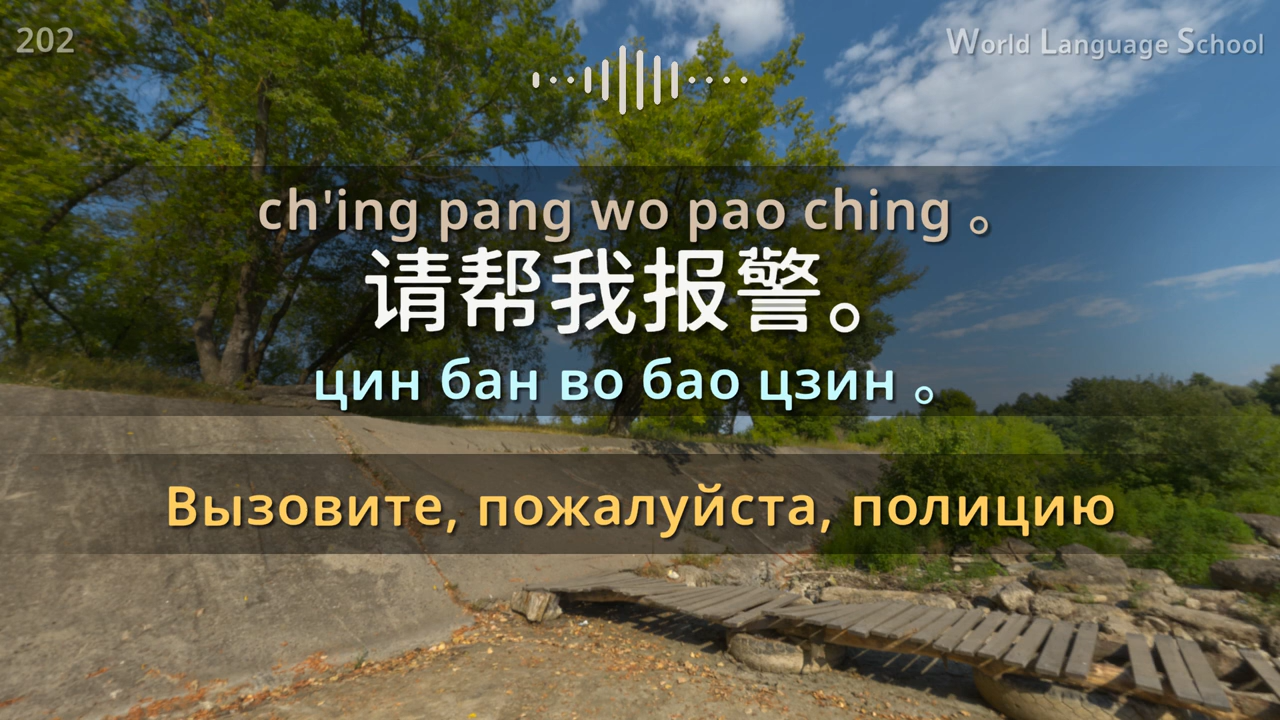 202
World Language School
ch'ing pang wo pao ching 。
请帮我报警。
цин бан во бао цзин 。
Вызовите, пожалуйста, полицию